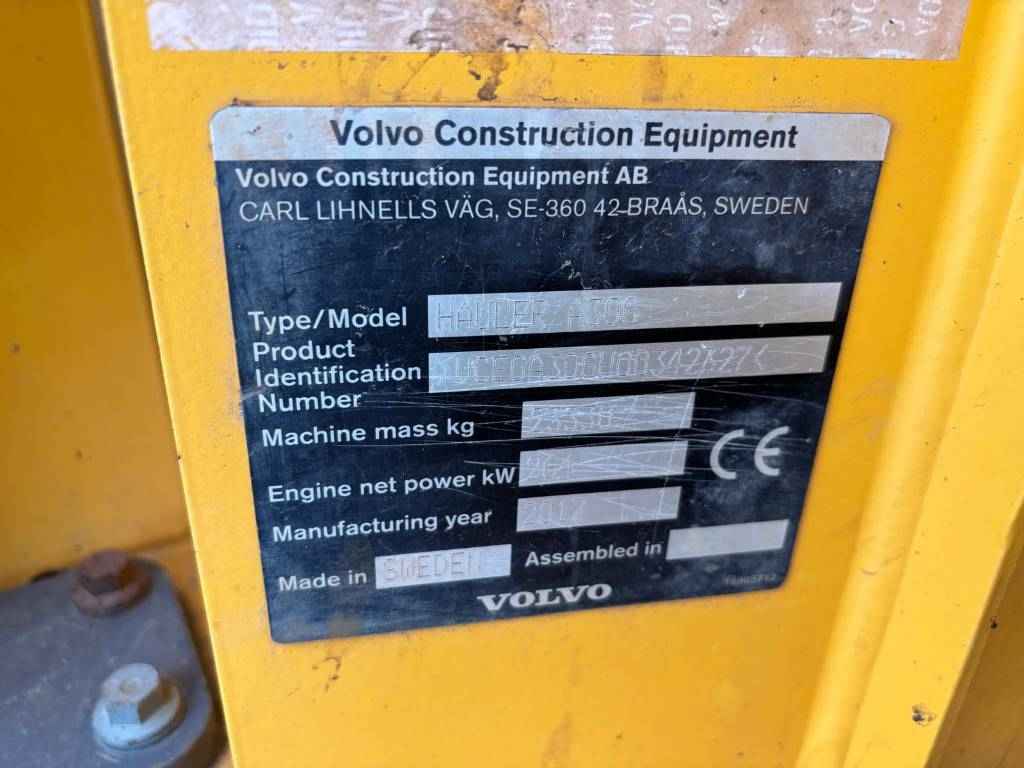 Volvo Construction Equipment
Volvo Construction Equipment AB
CARL LIHNELLS VÄG, SE-360 42 BRAÅS, SWEDEN
Type/Model HAULER
Product
Identification
Number
Machine mass kg
Engine net power kW
Manufacturing year
Made in SWEDEN Assembled in
CE
VOLVO